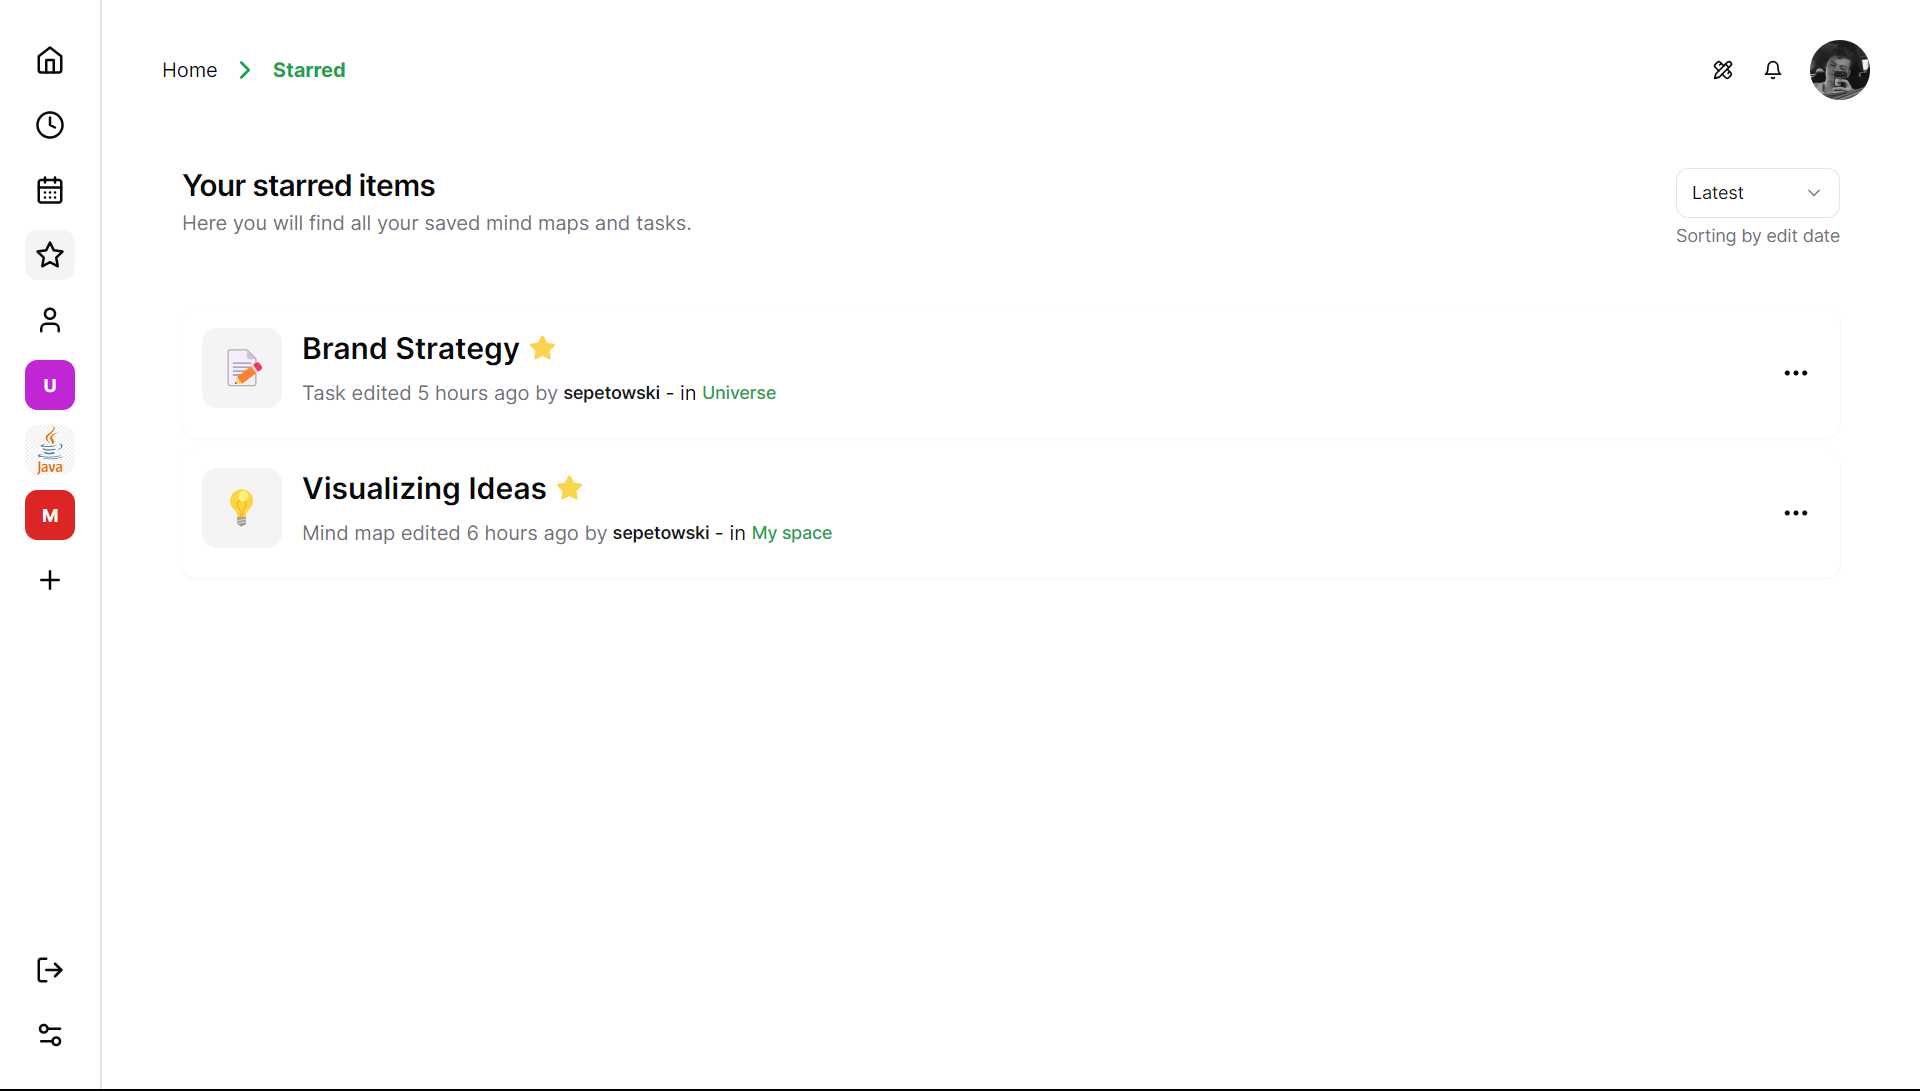 Home
Starred
Your starred items
Here you will find all your saved mind maps and tasks.
Latest
Sorting by edit date
Brand Strategy
Task edited 5 hours ago by sepetowski - in Universe
Visualizing Ideas
Mind map edited 6 hours ago by sepetowski - in My space
U
Java
M